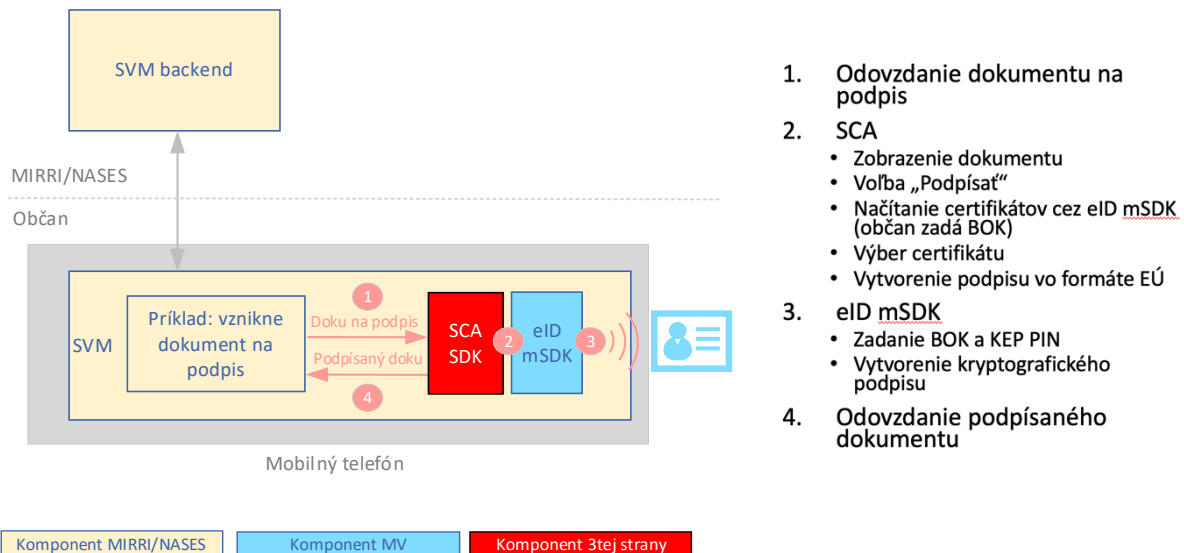 SVM backend
MIRRI/NASES
Občan
SVM
Príklad: vznikne
dokument na
podpis
1
Doku na podpis
Podpísaný doku
4
SCA
SDK
2
eID
mSDK
3
Mobilný telefón
Komponent MIRRI/NASES
Komponent MV
Komponent 3tej strany
1. Odovzdanie dokumentu na
podpis
2. SCA
• Zobrazenie dokumentu
• Voľba „Podpísať“
• Načítanie certifikátov cez eID mSDK
(občan zadá BOK)
• Výber certifikátu
• Vytvorenie podpisu vo formáte EÚ
3. eID mSDK
• Zadanie BOK a KEP PIN
• Vytvorenie kryptografického
podpisu
4. Odovzdanie podpísaného
dokumentu